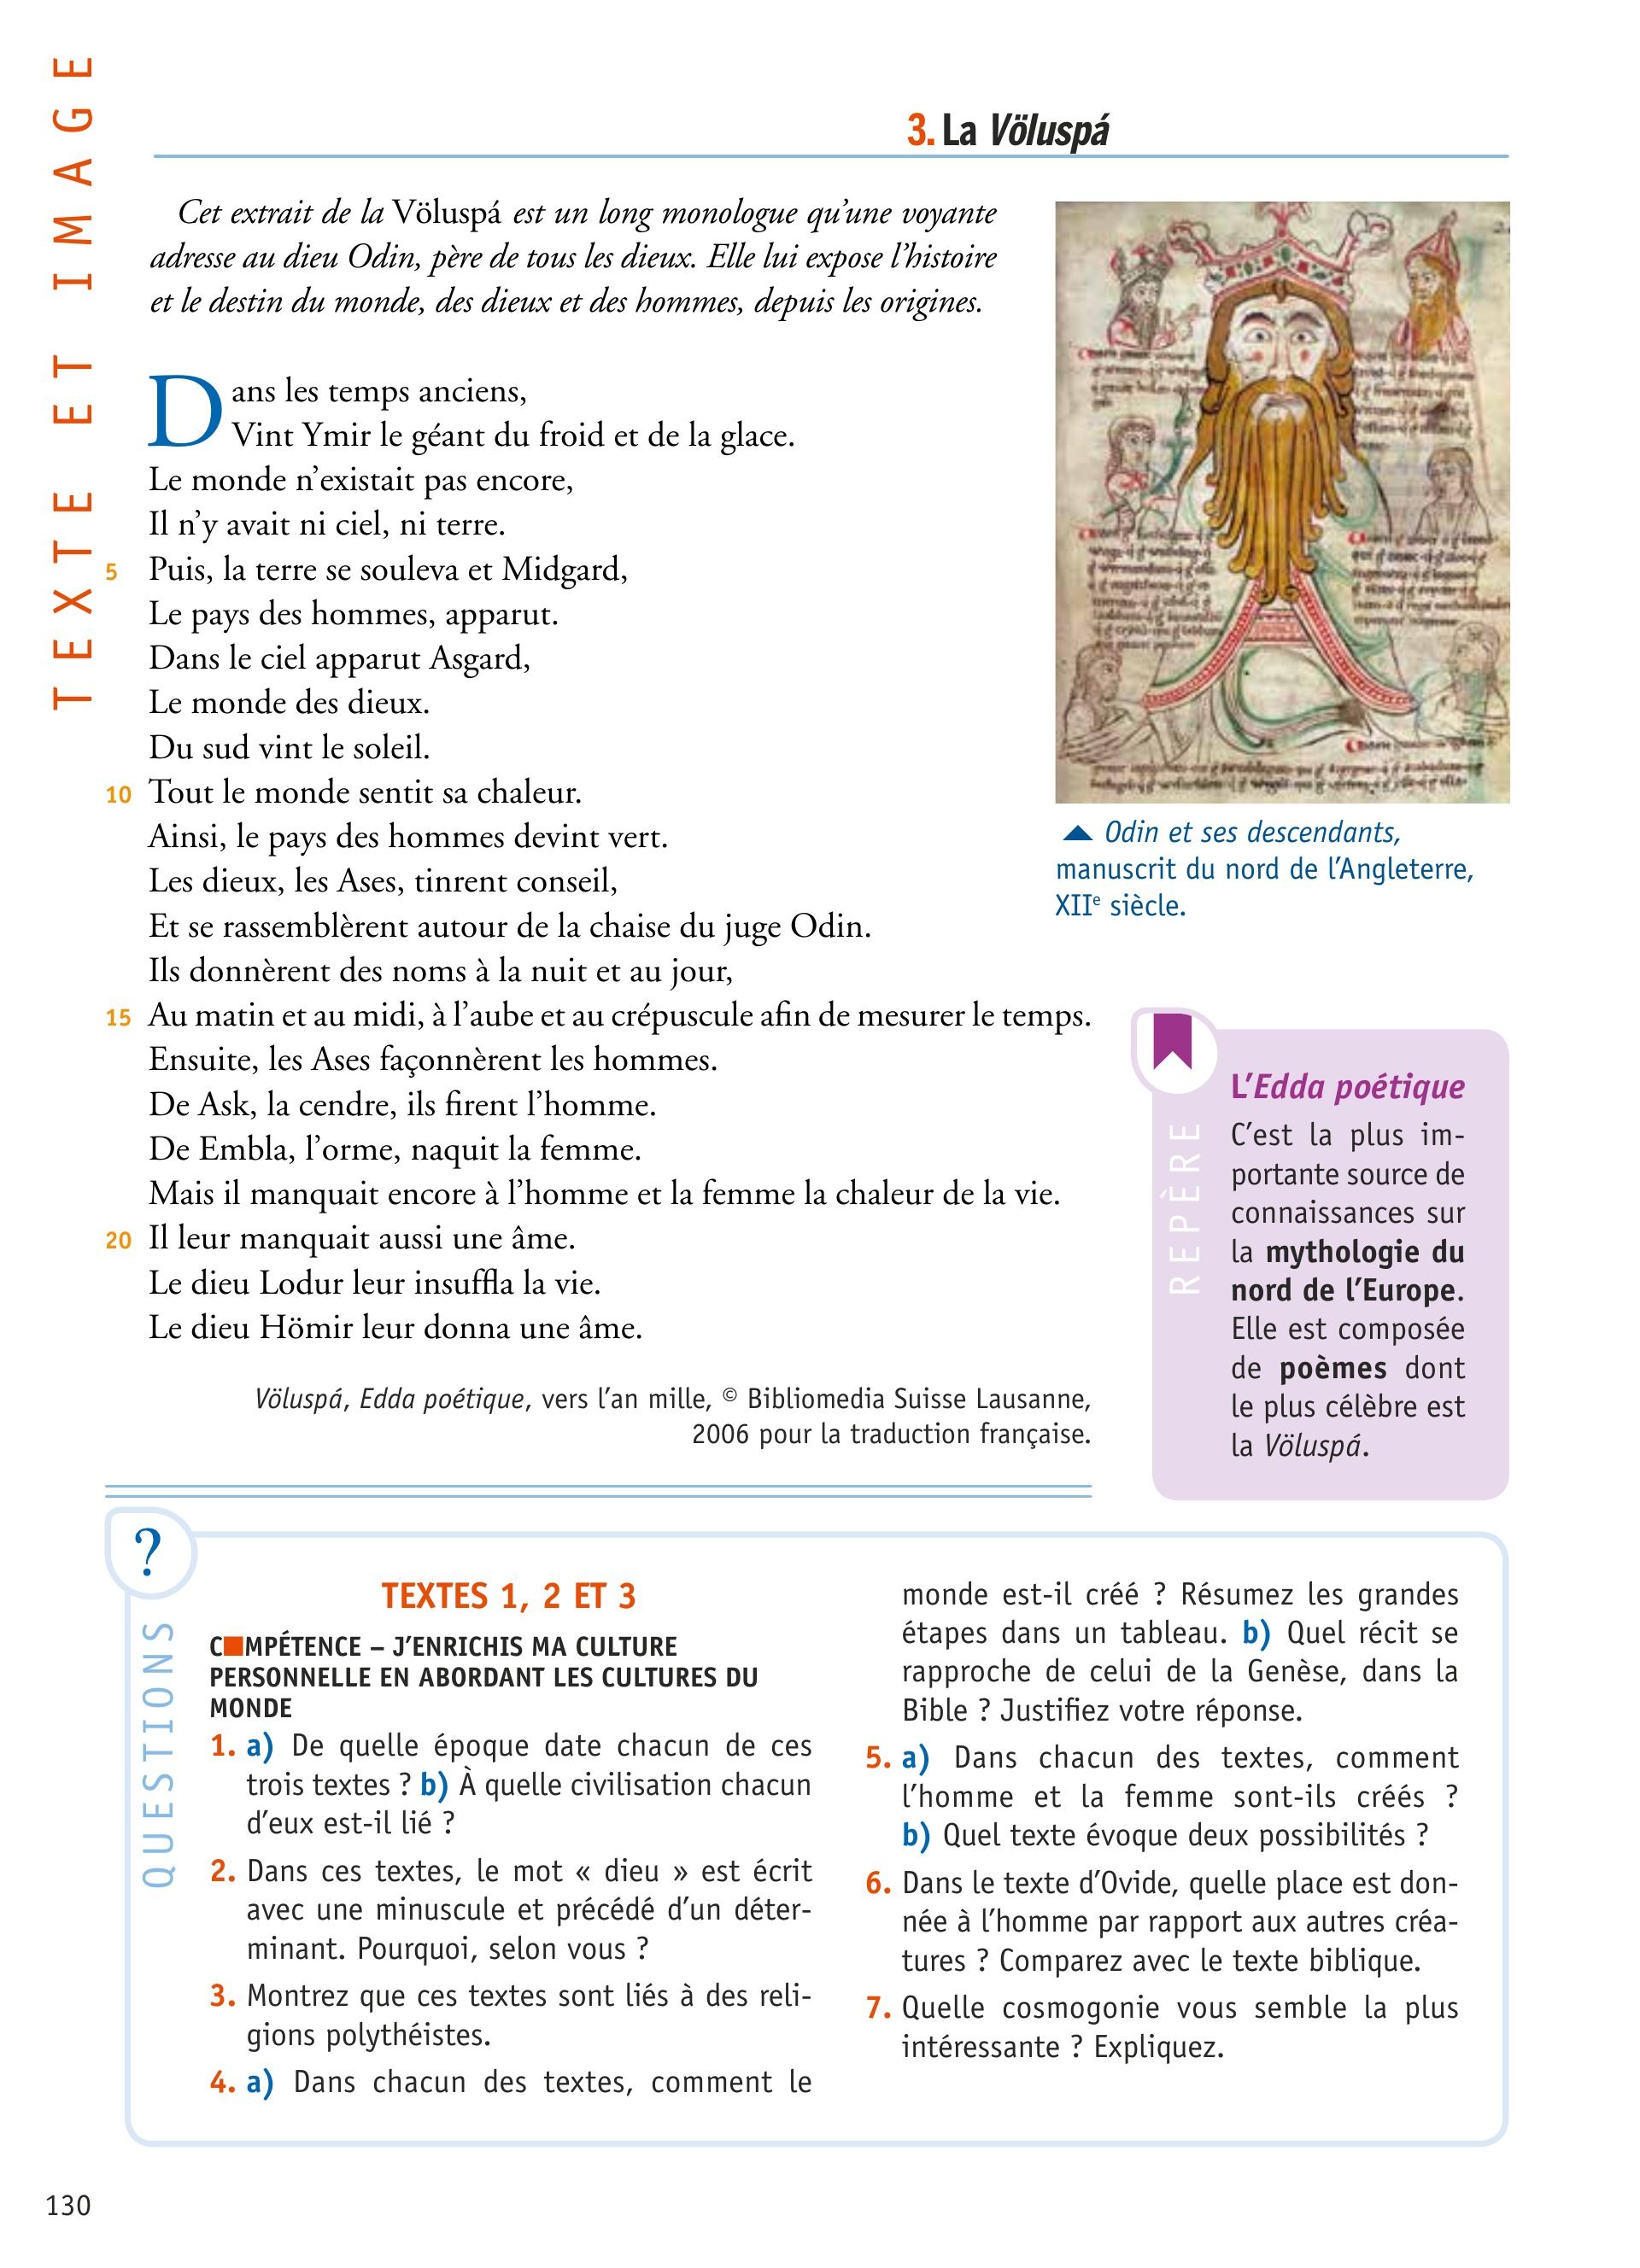 TEXTE ET IMAGE
3. La Völuspá
Cet extrait de la Völuspá est un long monologue qu’une voyante
adresse au dieu Odin, père de tous les dieux. Elle lui expose l’histoire
et le destin du monde, des dieux et des hommes, depuis les origines.
Dans les temps anciens,
Vint Ymir le géant du froid et de la glace.
Le monde n’existait pas encore,
Il n’y avait ni ciel, ni terre.
5 Puis, la terre se souleva et Midgard,
Le pays des hommes, apparut.
Dans le ciel apparut Asgard,
Le monde des dieux.
Du sud vint le soleil.
10 Tout le monde sentit sa chaleur.
Ainsi, le pays des hommes devint vert.
Les dieux, les Ases, tinrent conseil,
Et se rassemblèrent autour de la chaise du juge Odin.
Ils donnèrent des noms à la nuit et au jour,
15 Au matin et au midi, à l’aube et au crépuscule afin de mesurer le temps.
Ensuite, les Ases façonnèrent les hommes.
De Ask, la cendre, ils firent l’homme.
De Embla, l’orme, naquit la femme.
Mais il manquait encore à l’homme et la femme la chaleur de la vie.
20 Il leur manquait aussi une âme.
Le dieu Lodur leur insuffla la vie.
Le dieu Hömir leur donna une âme.
Völuspá, Edda poétique, vers l’an mille, © Bibliomedia Suisse Lausanne,
2006 pour la traduction française.
▲ Odin et ses descendants,
manuscrit du nord de l’Angleterre,
XIIe siècle.
REPÈRE
L’Edda poétique
C’est la plus im-
portante source de
connaissances sur
la mythologie du
nord de l’Europe.
Elle est composée
de poèmes dont
le plus célèbre est
la Völuspá.
?
QUESTIONS
TEXTES 1, 2 ET 3
C■MPÉTENCE – J’ENRICHIS MA CULTURE
PERSONNELLE EN ABORDANT LES CULTURES DU
MONDE
1. a) De quelle époque date chacun de ces
trois textes ? b) À quelle civilisation chacun
d’eux est-il lié ?
2. Dans ces textes, le mot « dieu » est écrit
avec une minuscule et précédé d’un déter-
minant. Pourquoi, selon vous ?
3. Montrez que ces textes sont liés à des reli-
gions polythéistes.
4. a) Dans chacun des textes, comment le
monde est-il créé ? Résumez les grandes
étapes dans un tableau. b) Quel récit se
rapproche de celui de la Genèse, dans la
Bible ? Justifiez votre réponse.
5. a) Dans chacun des textes, comment
l’homme et la femme sont-ils créés ?
b) Quel texte évoque deux possibilités ?
6. Dans le texte d’Ovide, quelle place est don-
née à l’homme par rapport aux autres créa-
tures ? Comparez avec le texte biblique.
7. Quelle cosmogonie vous semble la plus
intéressante ? Expliquez.
130